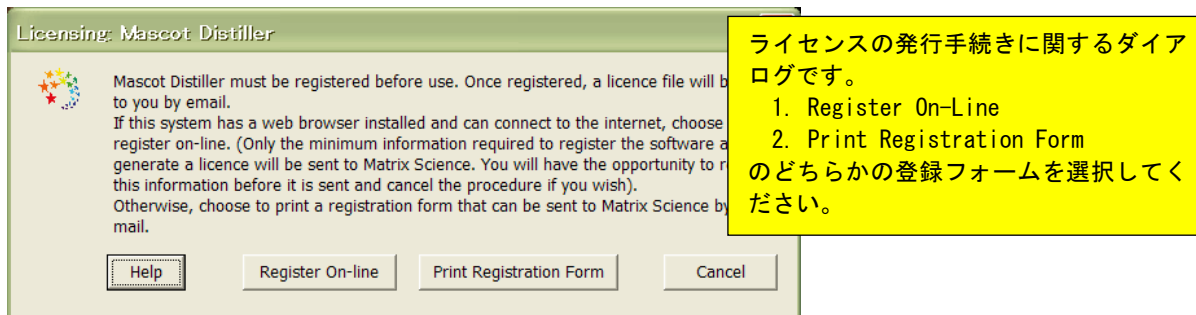 Licensing: Mascot Distiller
Mascot Distiller must be registered before use. Once registered, a licence file will b
to you by email.
If this system has a web browser installed and can connect to the internet, choose
register on-line. (Only the minimum information required to register the software a
generate a licence will be sent to Matrix Science. You will have the opportunity to r
this information before it is sent and cancel the procedure if you wish).
Otherwise, choose to print a registration form that can be sent to Matrix Science by
mail.
Help
Register On-line
Print Registration Form
Cancel
ライセンスの発行手続きに関するダイア
ログです。
1. Register On-Line
2. Print Registration Form
のどちらかの登録フォームを選択してく
ださい。